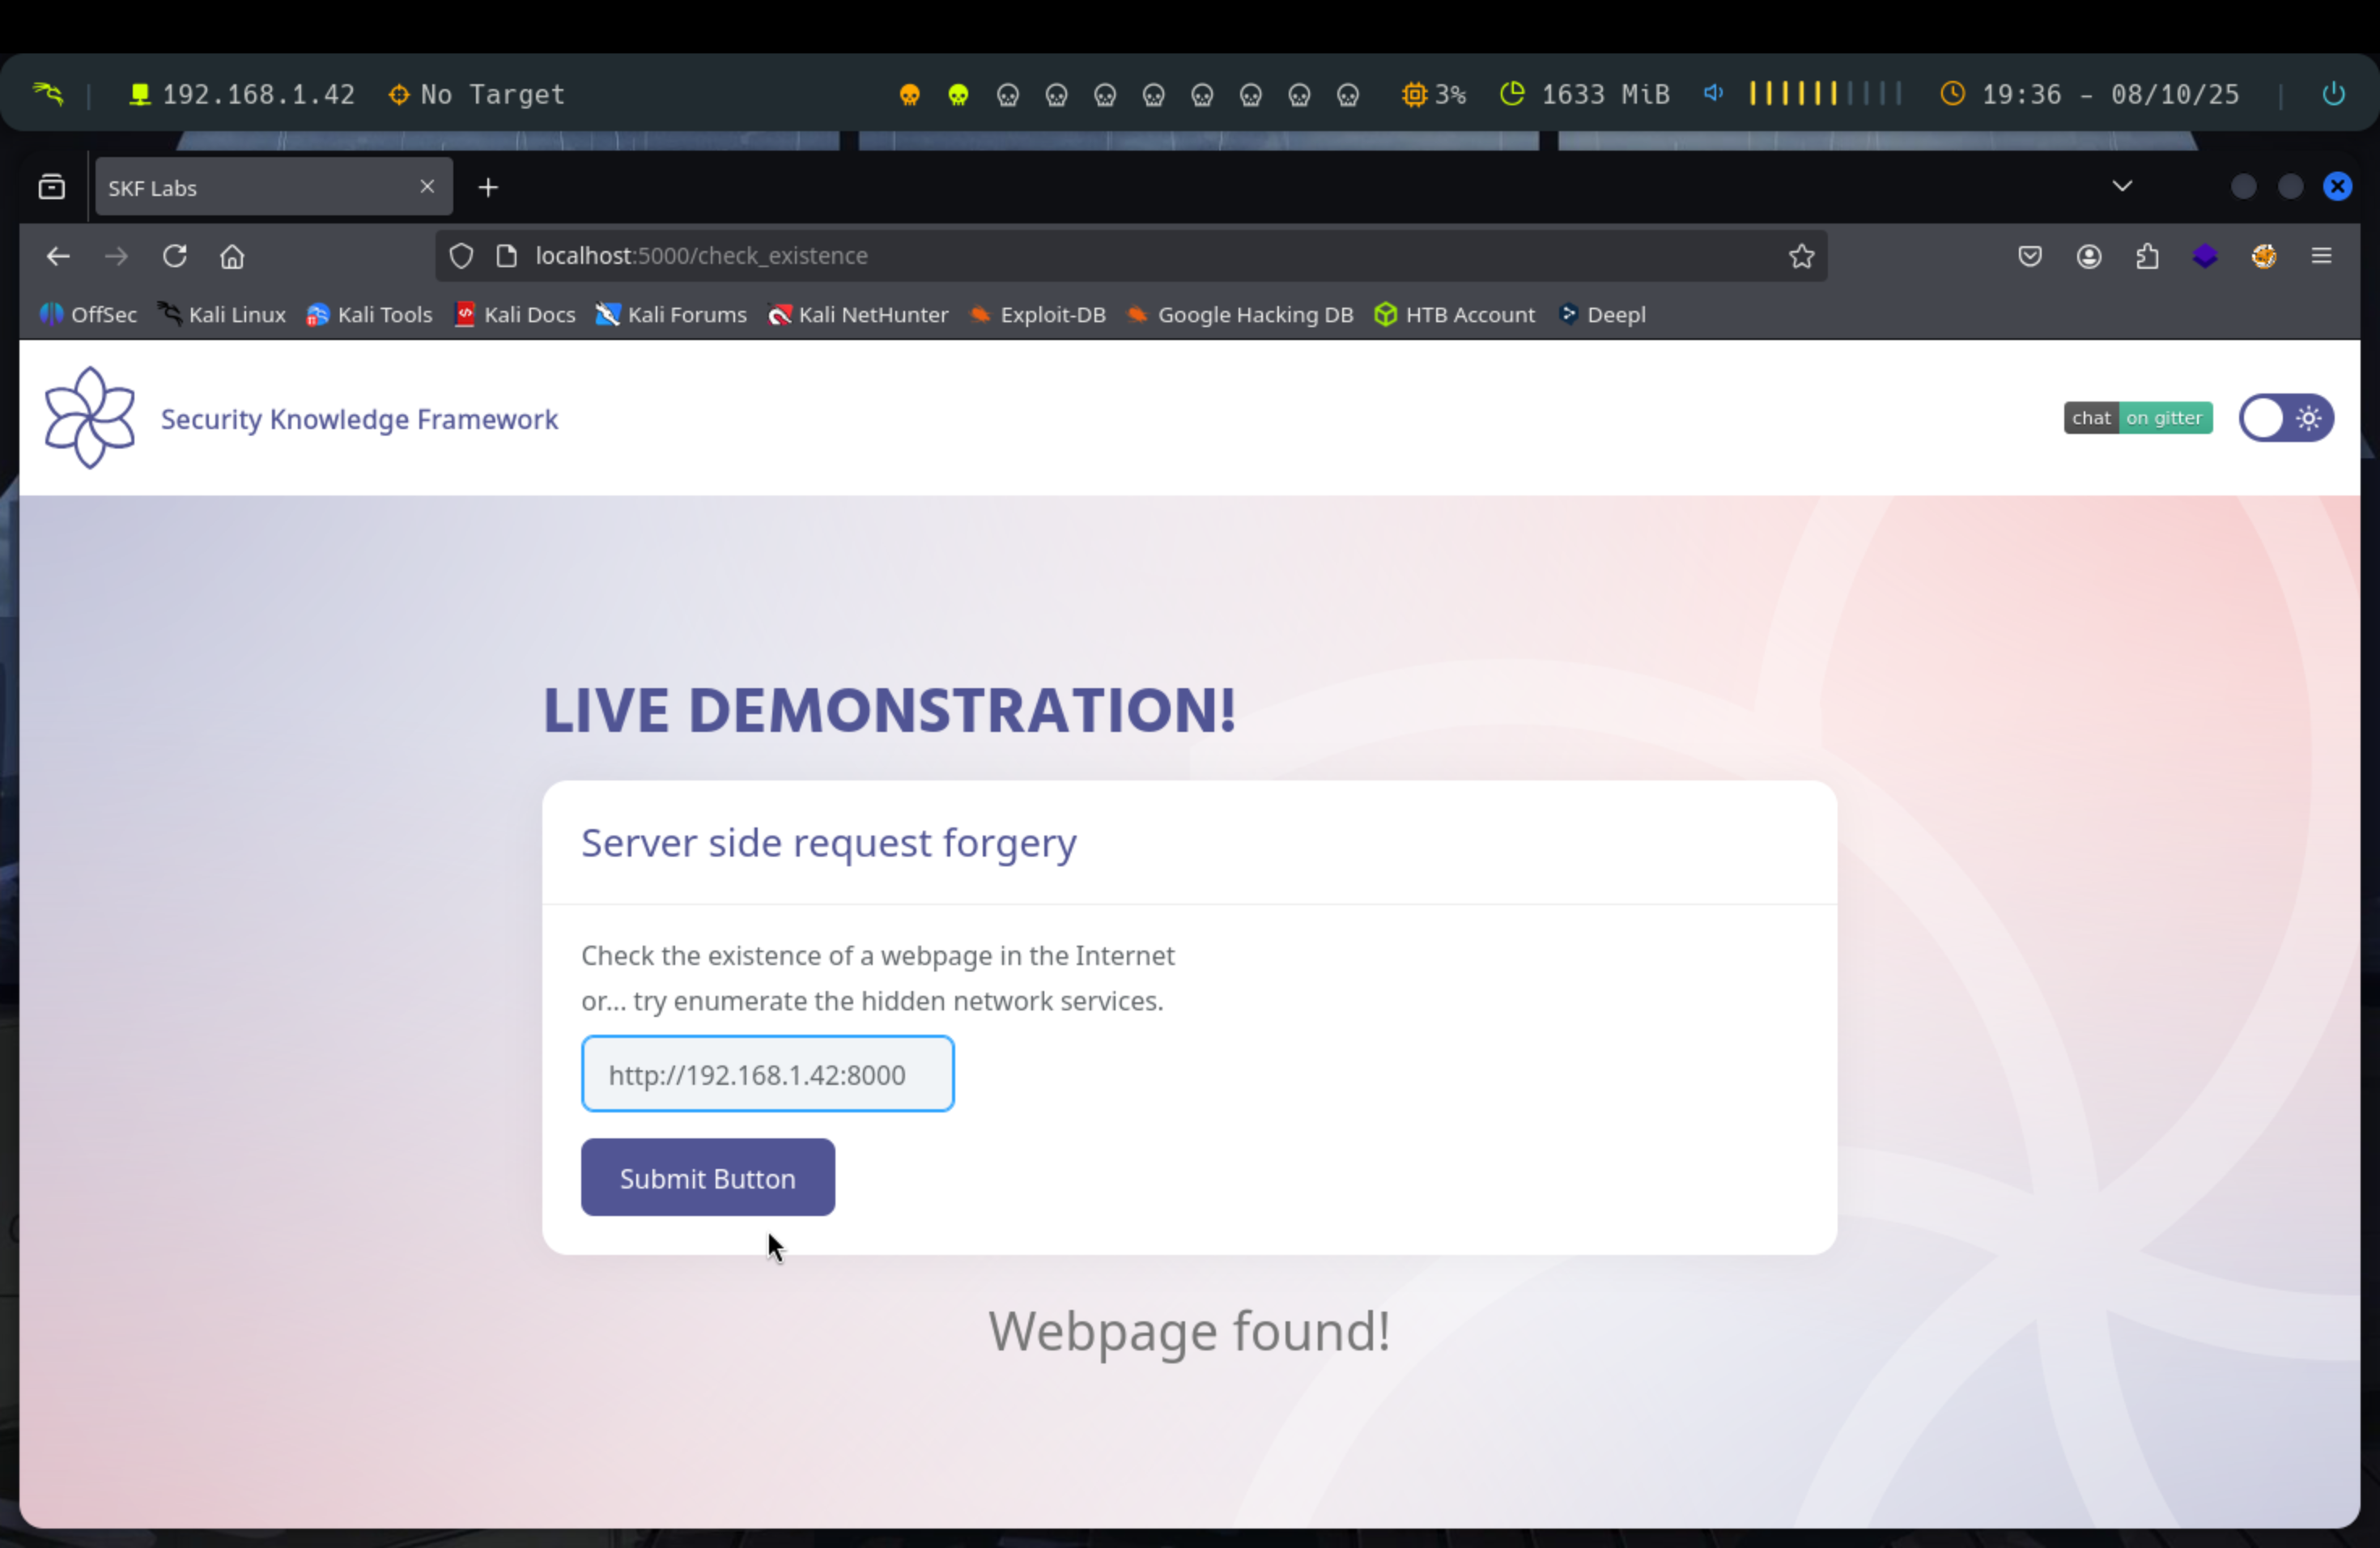 192.168.1.42 No Target 3% 1633 MiB 19:36 - 08/10/25
SKF Labs
localhost:5000/check_existence
OffSec Kali Linux Kali Tools Kali Docs Kali Forums Kali NetHunter Exploit-DB Google Hacking DB HTB Account Deepl
Security Knowledge Framework
chat on gitter
LIVE DEMONSTRATION!
Server side request forgery
Check the existence of a webpage in the Internet
or... try enumerate the hidden network services.
http://192.168.1.42:8000
Submit Button
Webpage found!